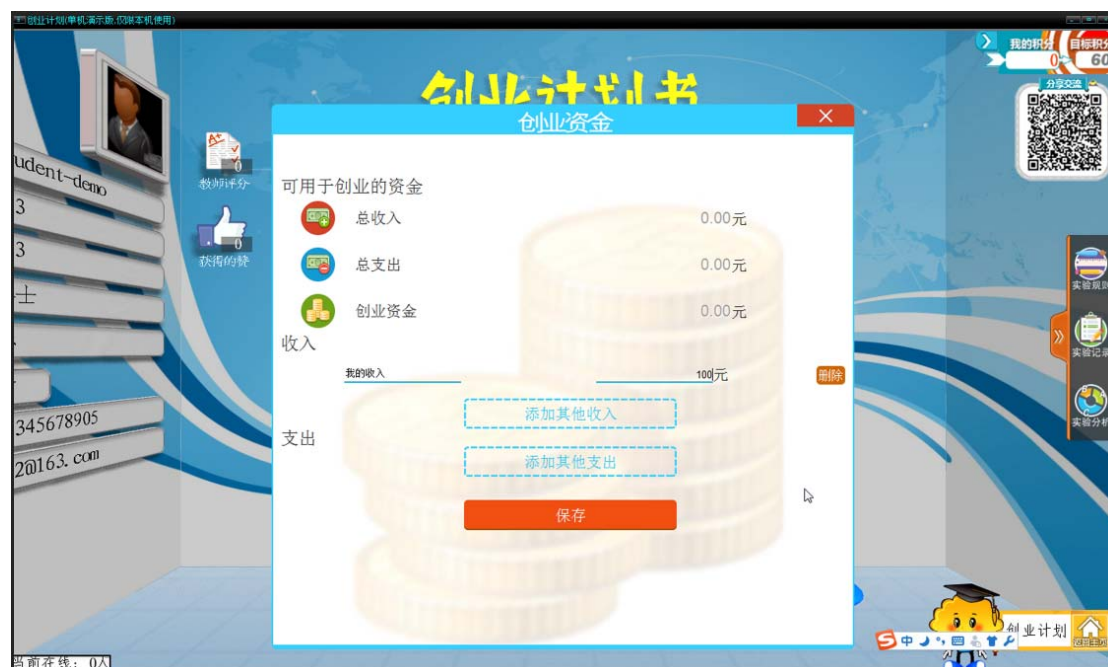 创业计划(单机演示版,仅限本机使用)
我的积分
目标积分
0
60
分享交流
创业计划书
创业资金
udent-demo
3
3
士
345678905
2@163.com
0
教师评分
0
获得的赞
可用于创业的资金
总收入 0.00元
总支出 0.00元
创业资金 0.00元
收入
我的收入 100元 删除
添加其他收入
支出
添加其他支出
保存
实验规则
实验记录
实验分析
中
创业计划
当前在线: 0人